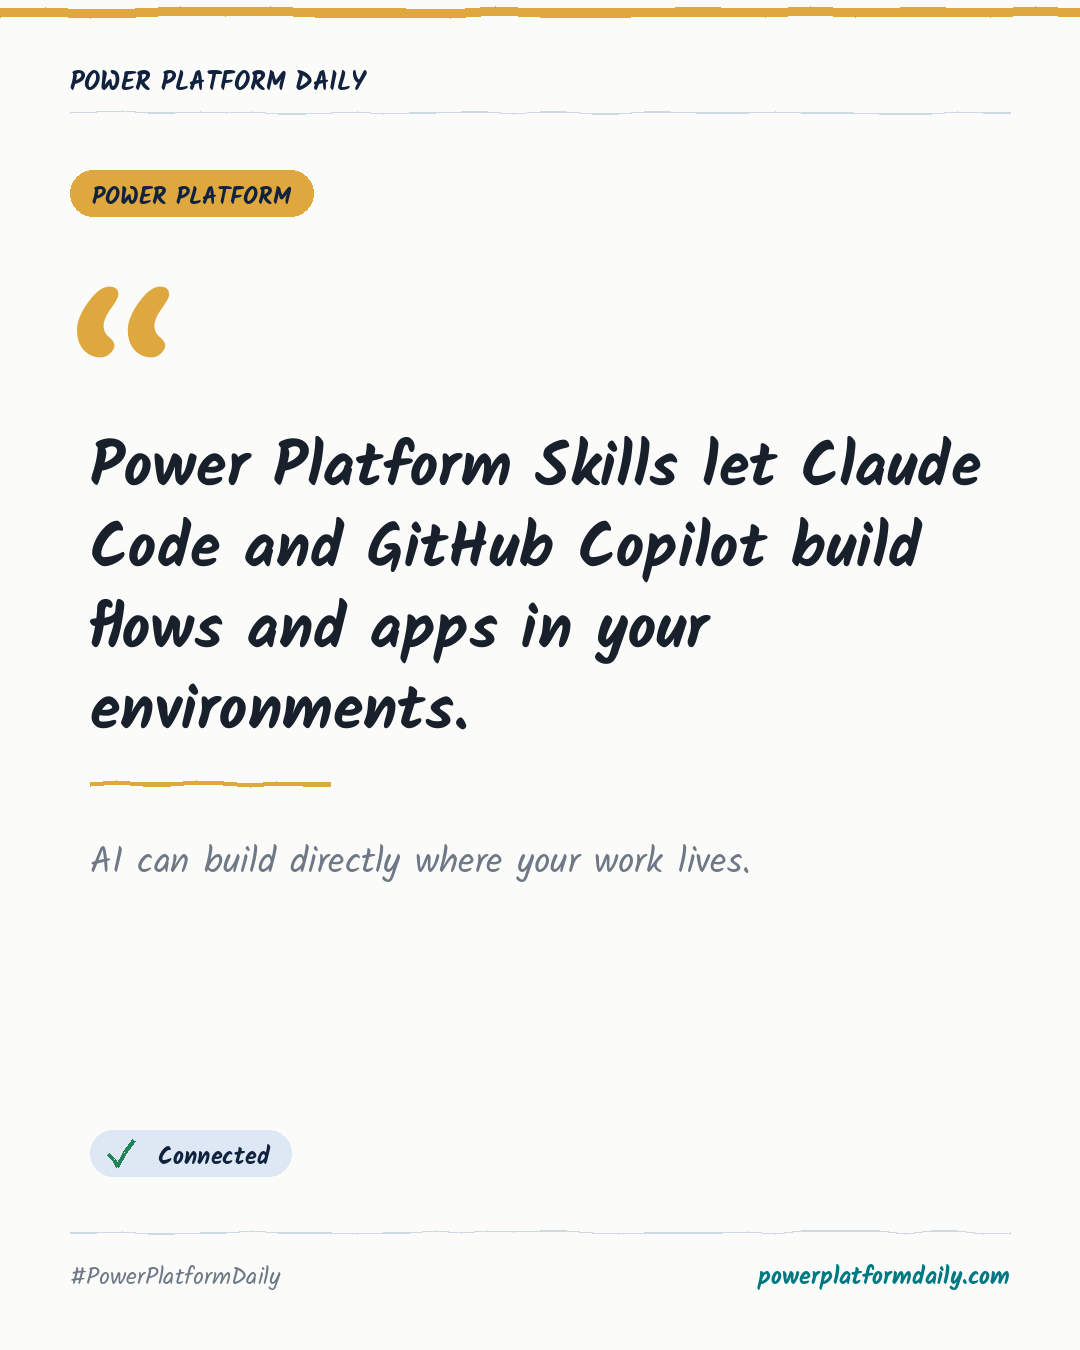 POWER PLATFORM DAILY
POWER PLATFORM
“
Power Platform Skills let Claude
Code and GitHub Copilot build
flows and apps in your
environments.
AI can build directly where your work lives.
Connected
#PowerPlatformDaily
powerplatformdaily.com